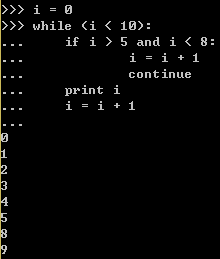 >>> i = 0
>>> while (i < 10):
...     if i > 5 and i < 8:
...             i = i + 1
                continue
...     print i
...     i = i + 1
...
0
1
2
3
4
5
8
9